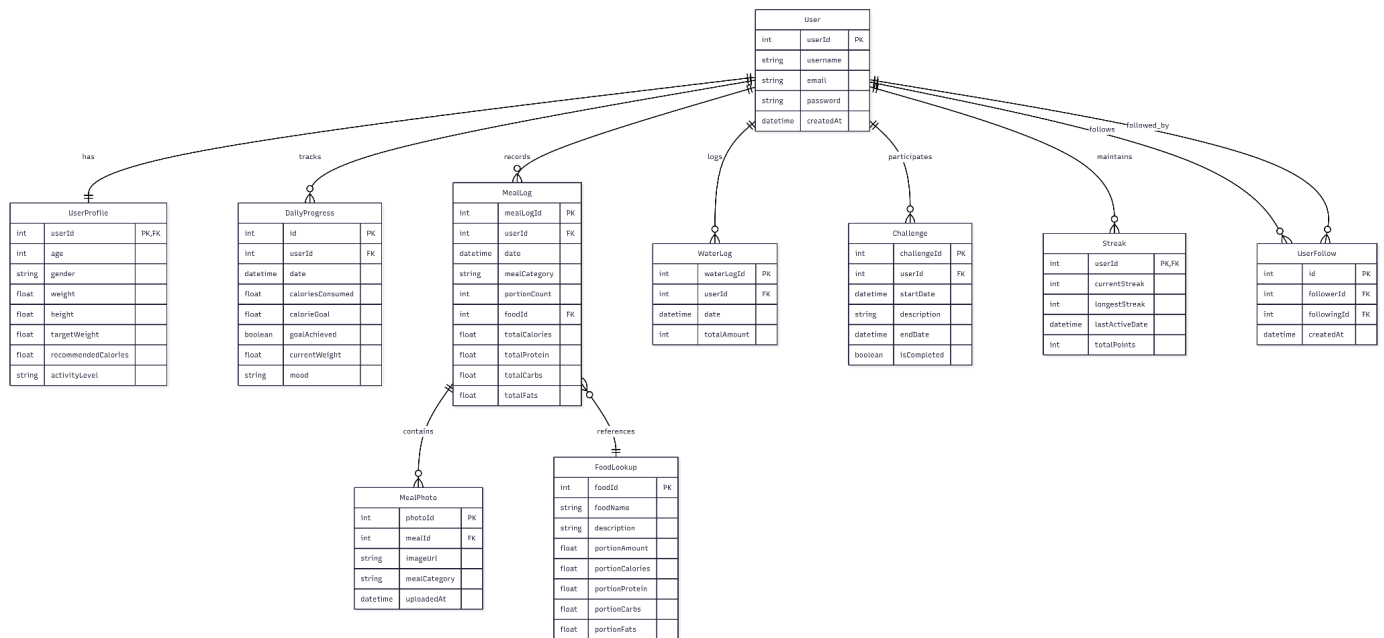 User
int userId PK
string username
string email
string password
datetime createdAt
has
tracks
records
logs
participates
maintains
follows
followed_by
UserProfile
int userId PK,FK
int age
string gender
float weight
float height
float targetWeight
float recommendedCalories
string activityLevel
DailyProgress
int id PK
int userId FK
datetime date
float caloriesConsumed
float calorieGoal
boolean goalAchieved
float currentWeight
string mood
MealLog
int mealLogId PK
int userId FK
datetime date
string mealCategory
int portionCount
int foodId FK
float totalCalories
float totalProtein
float totalCarbs
float totalFats
WaterLog
int waterLogId PK
int userId FK
datetime date
int totalAmount
Challenge
int challengeId PK
int userId FK
datetime startDate
string description
datetime endDate
boolean isCompleted
Streak
int userId PK,FK
int currentStreak
int longestStreak
datetime lastActiveDate
int totalPoints
UserFollow
int id PK
int followerId FK
int followingId FK
datetime createdAt
contains
references
MealPhoto
int photoId PK
int mealId FK
string imageUrl
string mealCategory
datetime uploadedAt
FoodLookup
int foodId PK
string foodName
string description
float portionAmount
float portionCalories
float portionProtein
float portionCarbs
float portionFats